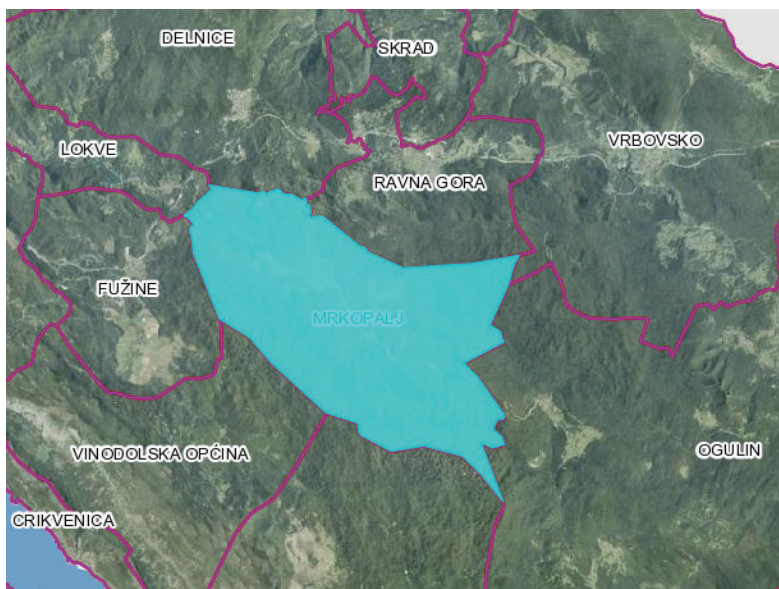 DELNICE
SKRAD
VRBOVSKO
LOKVE
RAVNA GORA
FUŽINE
MRKOPALJ
VINODOLSKA OPĆINA
OGULIN
CRIKVENICA